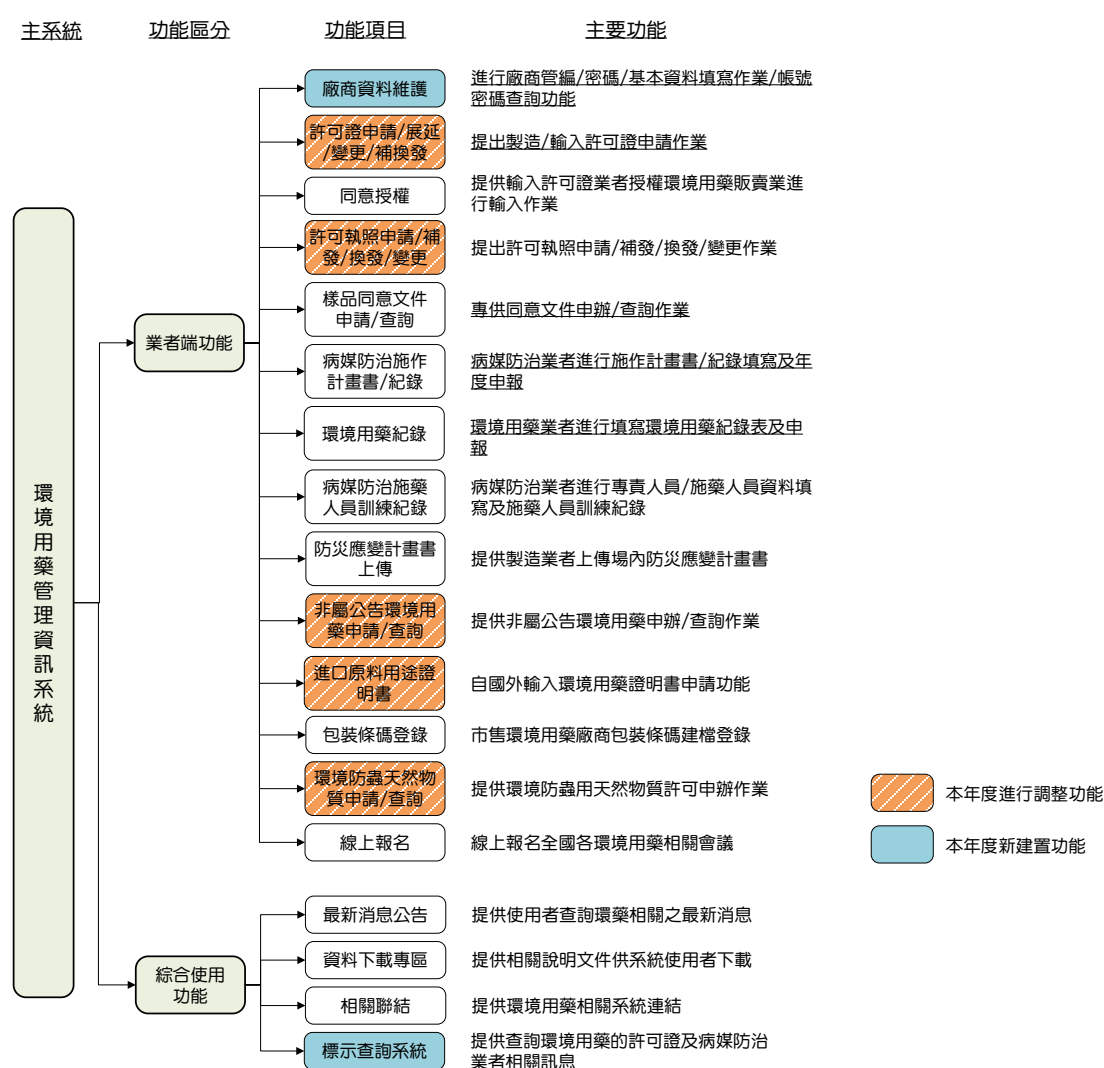 主系統 功能區分 功能項目 主要功能
廠商資料維護
進行廠商管編/密碼/基本資料填寫作業/帳號
密碼查詢功能
許可證申請/展延
/變更/補換發
提出製造/輸入許可證申請作業
同意授權
提供輸入許可證業者授權環境用藥販賣業進
行輸入作業
許可執照申請/補
發/換發/變更
提出許可執照申請/補發/換發/變更作業
樣品同意文件
申請/查詢
專供同意文件申辦/查詢作業
業者端功能
病媒防治施作
計畫書/紀錄
病媒防治業者進行施作計畫書/紀錄填寫及年
度申報
環境用藥紀錄
環境用藥業者進行填寫環境用藥紀錄表及申
報
環境用藥管理資訊系統
病媒防治施藥
人員訓練紀錄
病媒防治業者進行專責人員/施藥人員資料填
寫及施藥人員訓練紀錄
防災應變計畫書
上傳
提供製造業者上傳場內防災應變計畫書
非屬公告環境用
藥申請/查詢
提供非屬公告環境用藥申辦/查詢作業
進口原料用途證
明書
自國外輸入環境用藥證明書申請功能
包裝條碼登錄
市售環境用藥廠商包裝條碼建檔登錄
環境防蟲天然物
質申請/查詢
提供環境防蟲用天然物質許可申辦作業
線上報名
線上報名全國各環境用藥相關會議
本年度進行調整功能
本年度新建置功能
最新消息公告
提供使用者查詢環藥相關之最新消息
資料下載專區
提供相關說明文件供系統使用者下載
綜合使用
功能
相關聯結
提供環境用藥相關系統連結
標示查詢系統
提供查詢環境用藥的許可證及病媒防治
業者相關訊息